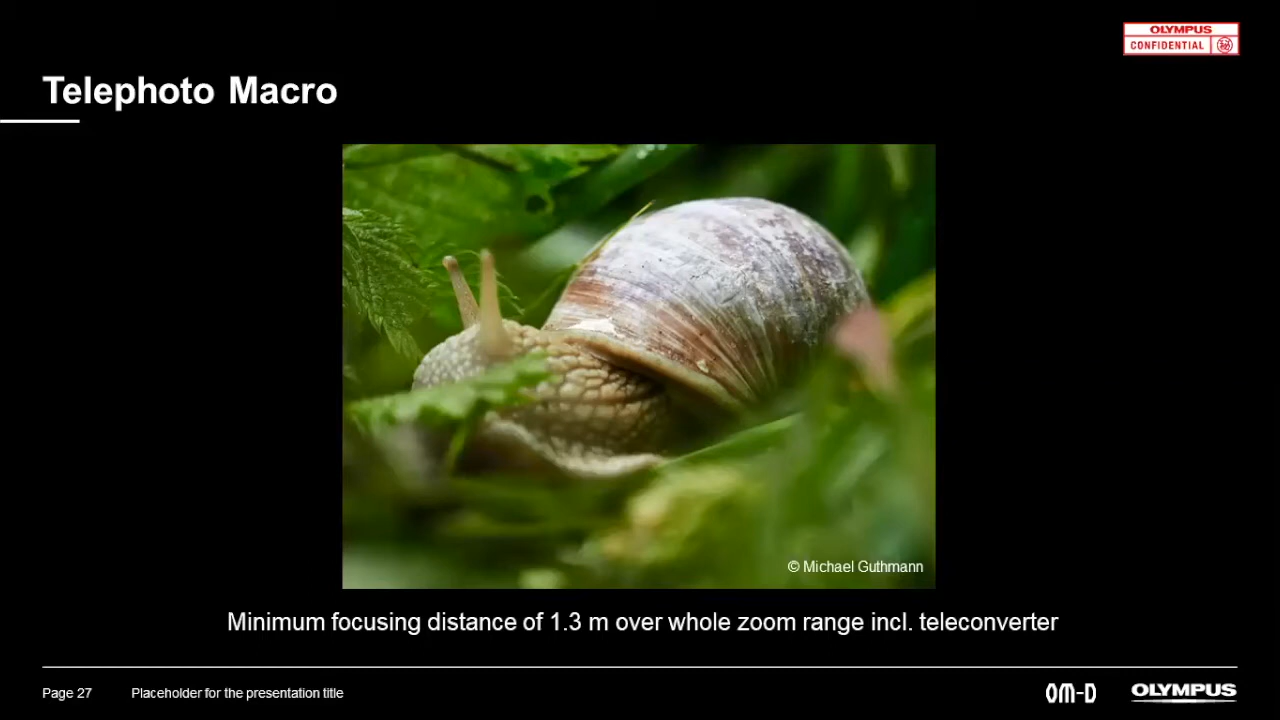 OLYMPUS
CONFIDENTIAL 秘
Telephoto Macro
© Michael Guthmann
Minimum focusing distance of 1.3 m over whole zoom range incl. teleconverter
Page 27 Placeholder for the presentation title OM-D OLYMPUS